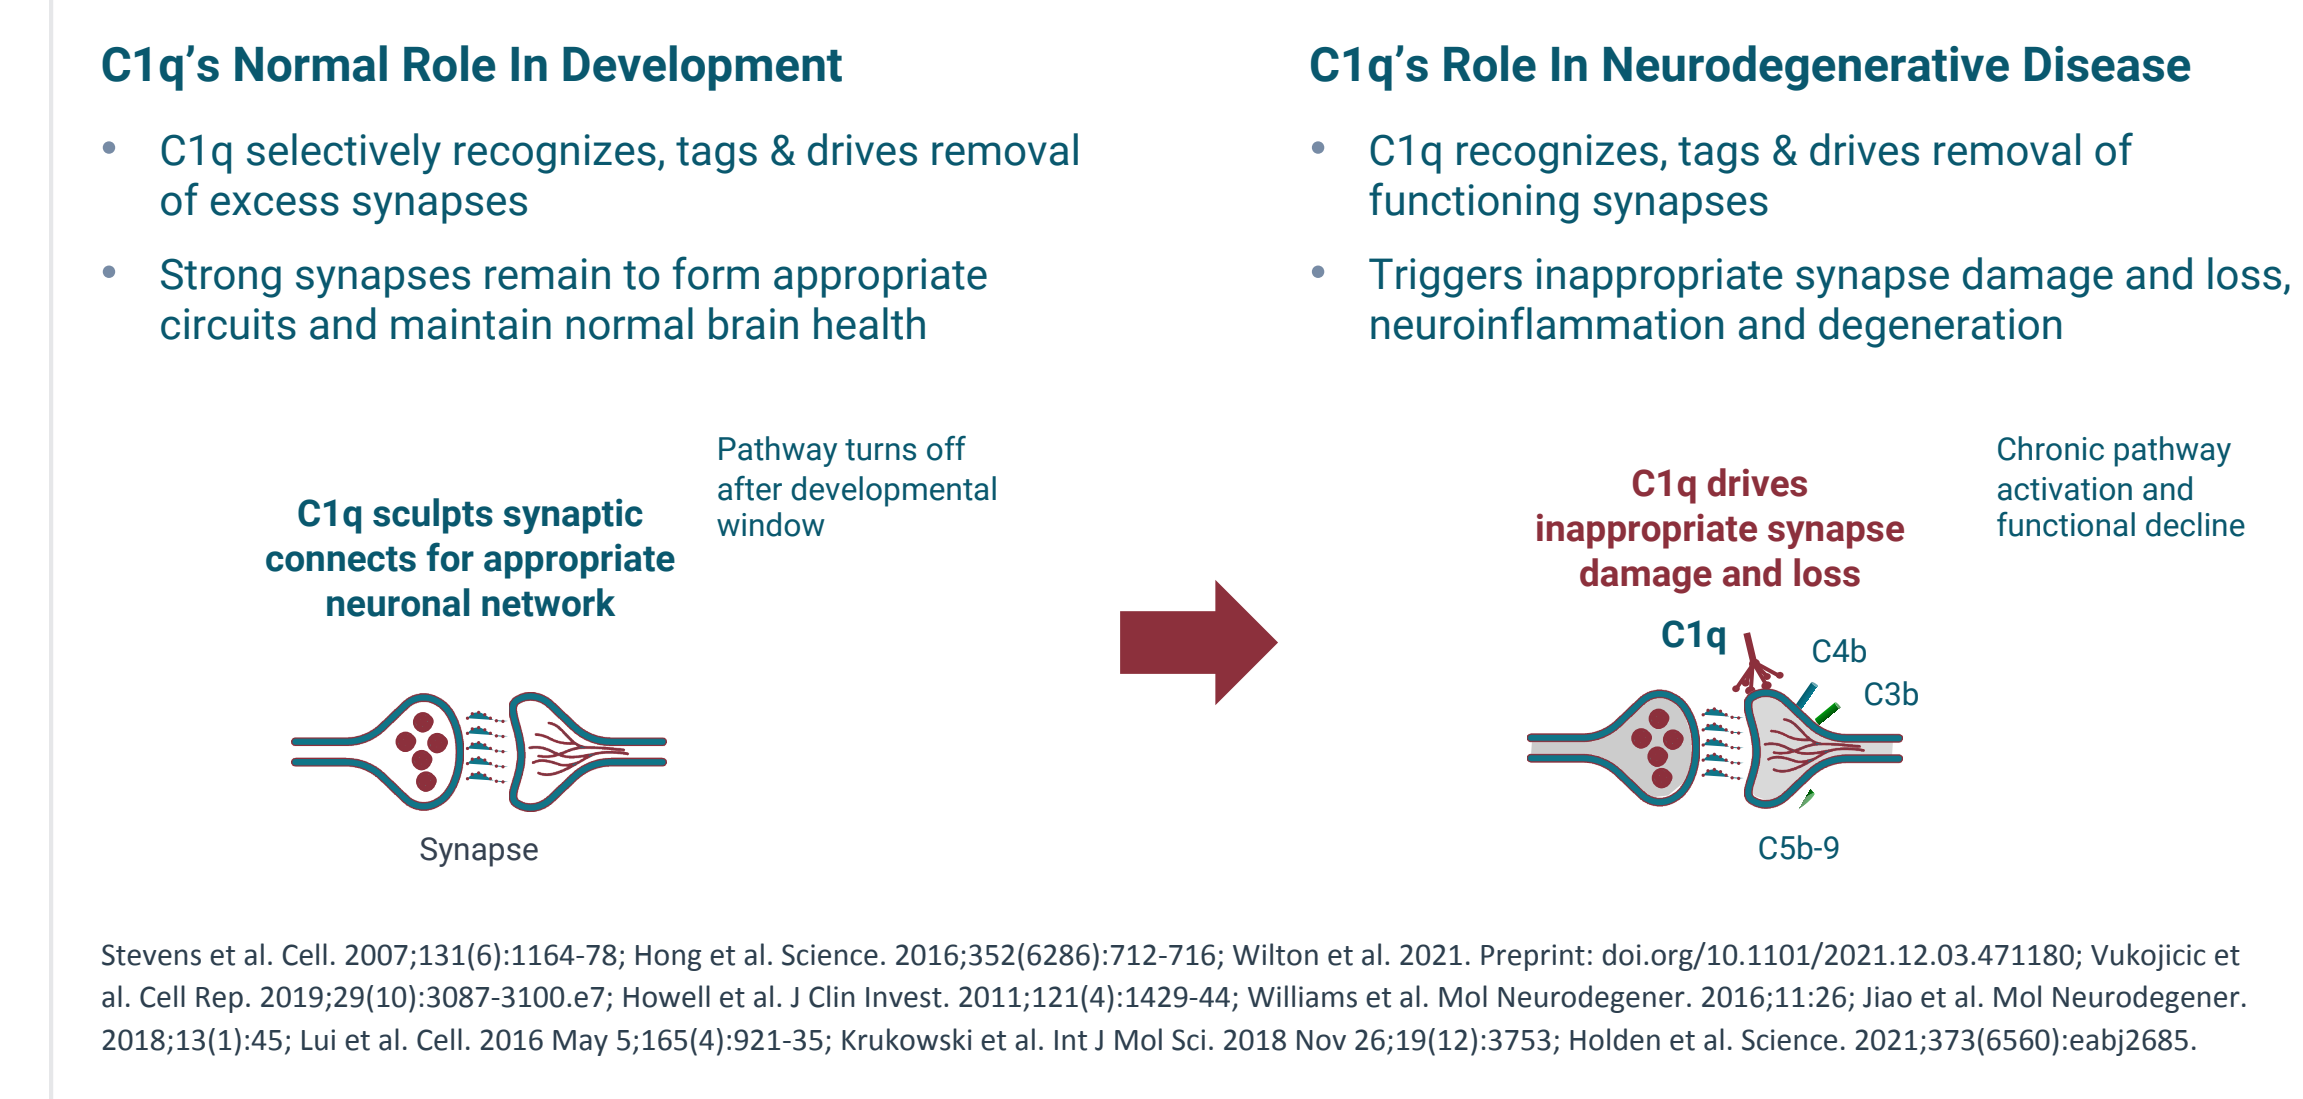 C1q’s Normal Role In Development
• C1q selectively recognizes, tags & drives removal
of excess synapses
• Strong synapses remain to form appropriate
circuits and maintain normal brain health
Pathway turns off
after developmental
window
C1q sculpts synaptic
connects for appropriate
neuronal network
Synapse
C1q’s Role In Neurodegenerative Disease
• C1q recognizes, tags & drives removal of
functioning synapses
• Triggers inappropriate synapse damage and loss,
neuroinflammation and degeneration
Chronic pathway
activation and
functional decline
C1q drives
inappropriate synapse
damage and loss
C1q
C4b
C3b
C5b-9
Stevens et al. Cell. 2007;131(6):1164-78; Hong et al. Science. 2016;352(6286):712-716; Wilton et al. 2021. Preprint: doi.org/10.1101/2021.12.03.471180; Vukojicic et
al. Cell Rep. 2019;29(10):3087-3100.e7; Howell et al. J Clin Invest. 2011;121(4):1429-44; Williams et al. Mol Neurodegener. 2016;11:26; Jiao et al. Mol Neurodegener.
2018;13(1):45; Lui et al. Cell. 2016 May 5;165(4):921-35; Krukowski et al. Int J Mol Sci. 2018 Nov 26;19(12):3753; Holden et al. Science. 2021;373(6560):eabj2685.